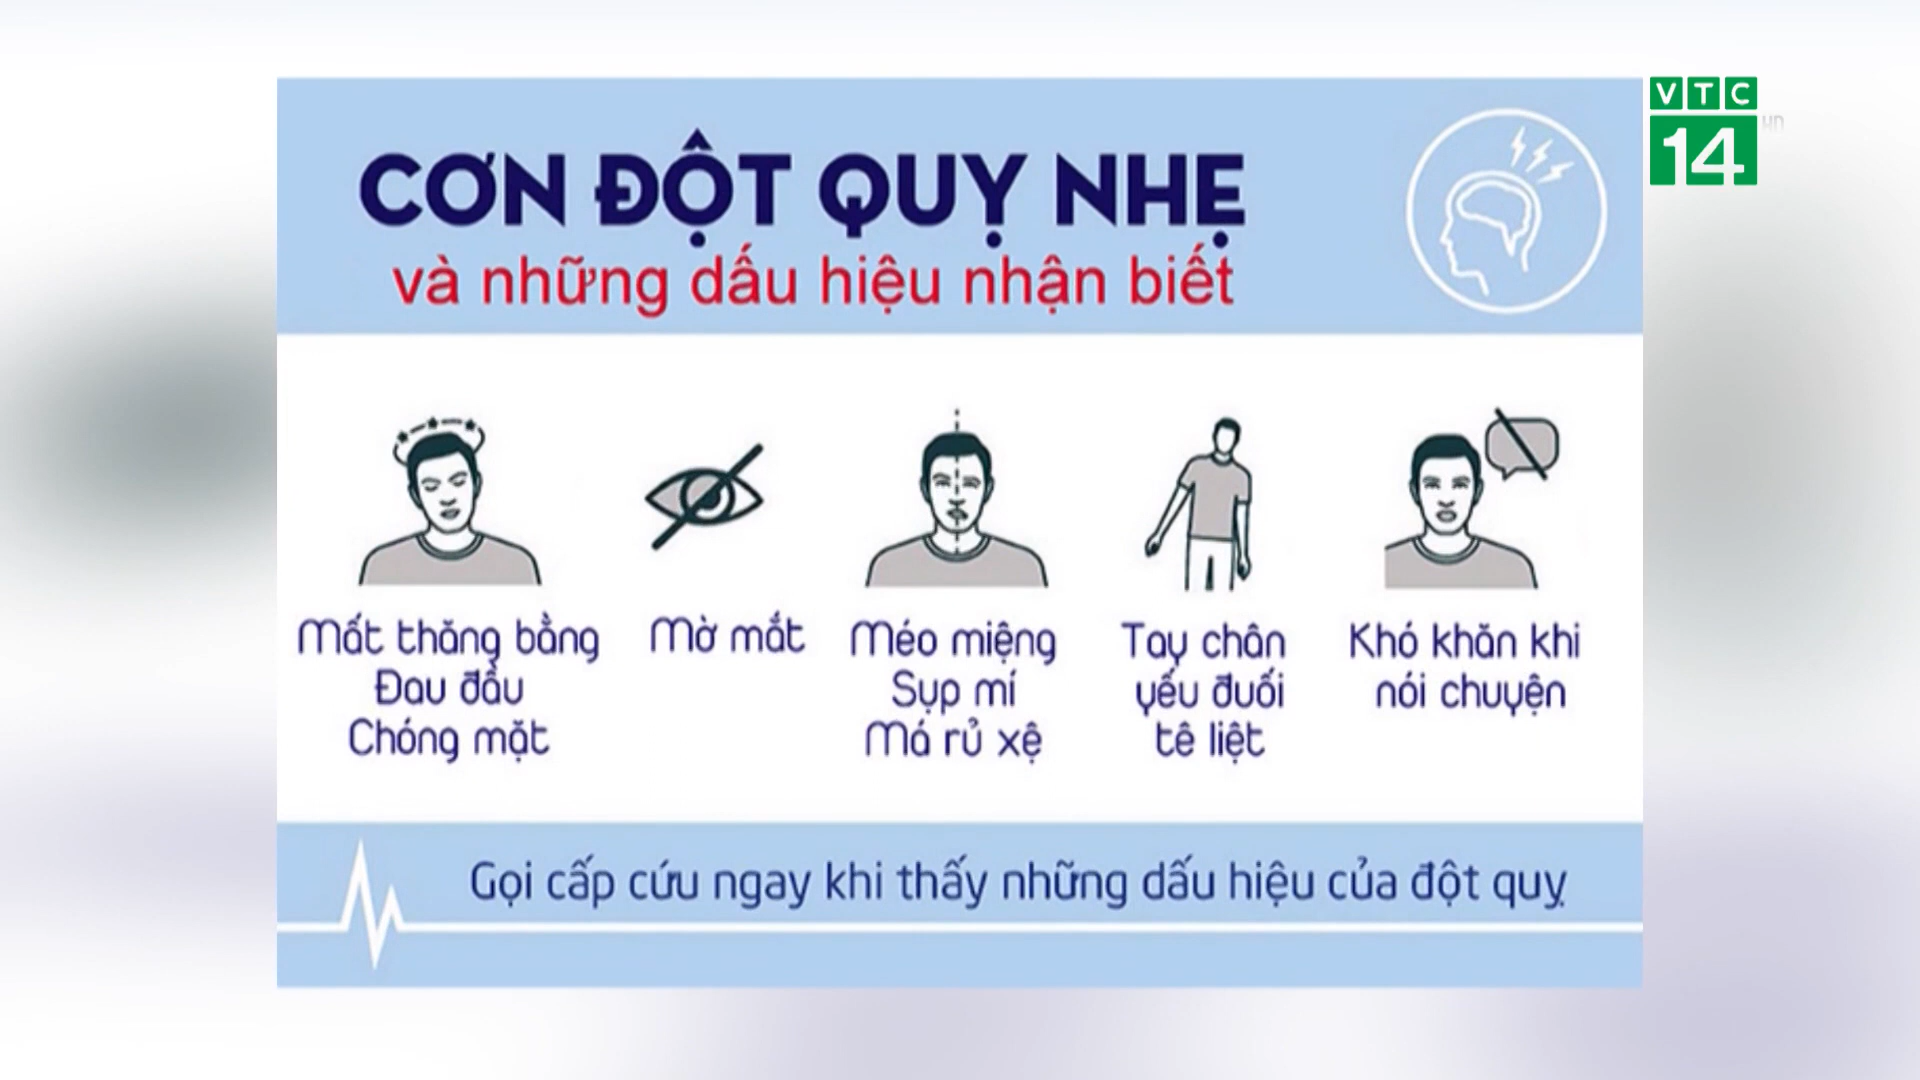 CƠN ĐỘT QUỴ NHẸ
và những dấu hiệu nhận biết
VTC
14
Mất thăng bằng
Đau đầu
Chóng mặt
Mờ mắt
Méo miệng
Sụp mí
Má rủ xệ
Tay chân
yếu đuối
tê liệt
Khó khăn khi
nói chuyện
Gọi cấp cứu ngay khi thấy những dấu hiệu của đột quỵ